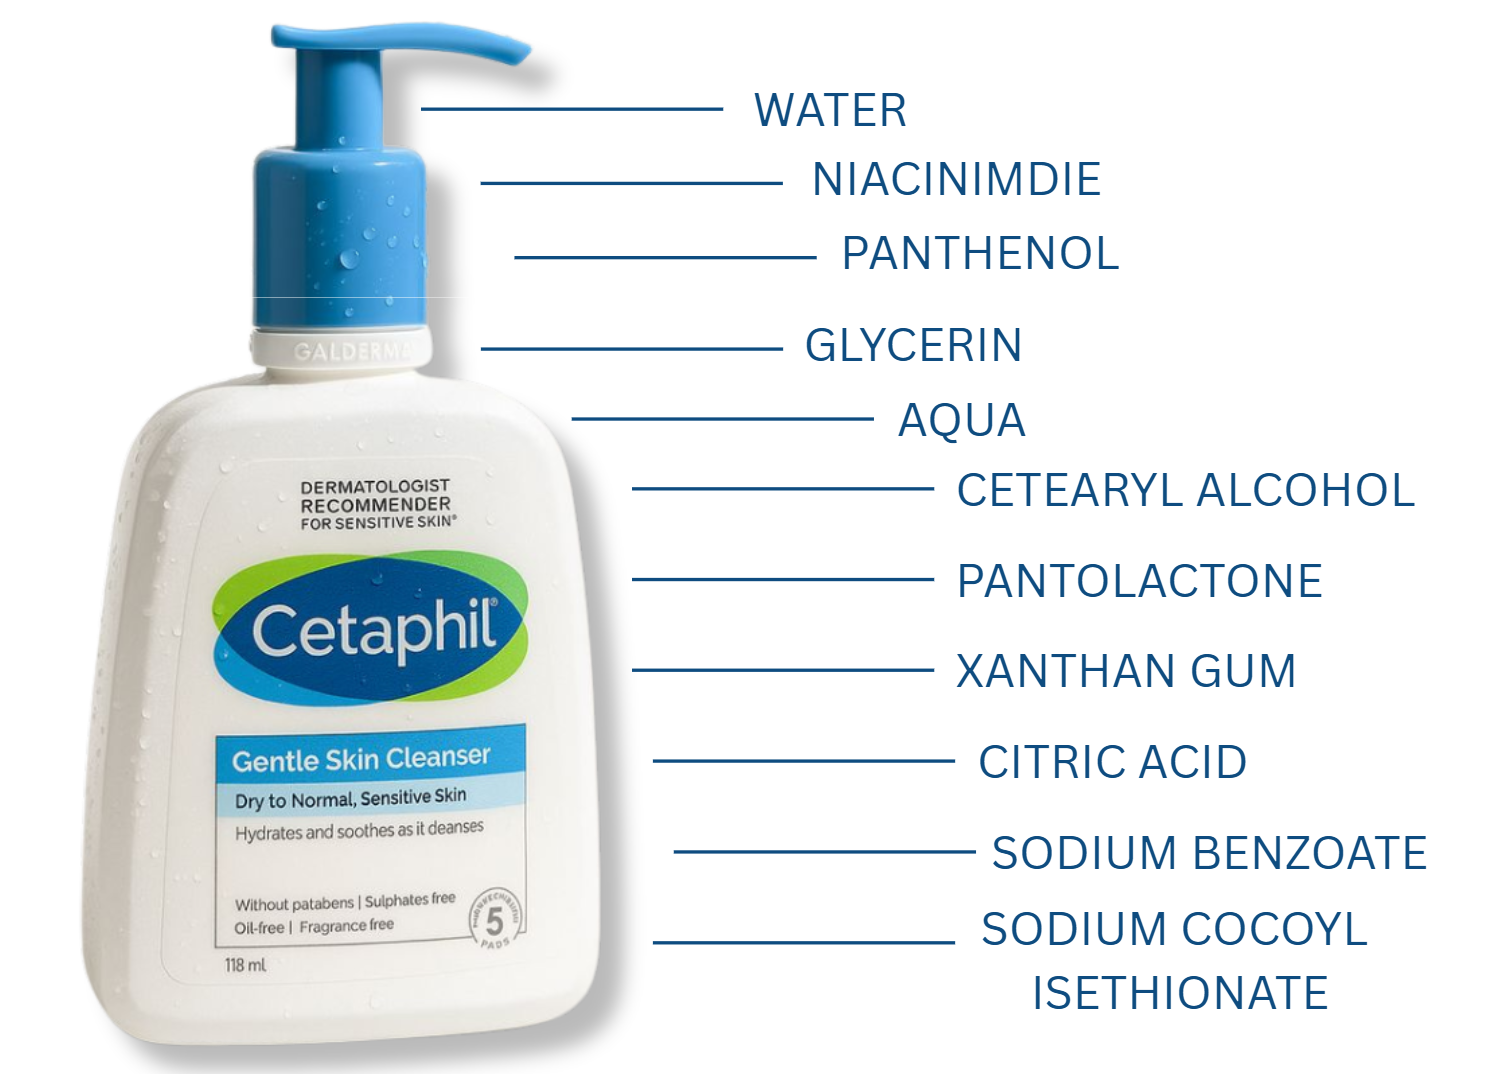 WATER
NIACINIMDIE
PANTHENOL
GLYCERIN
AQUA
CETEARYL ALCOHOL
PANTOLACTONE
XANTHAN GUM
CITRIC ACID
SODIUM BENZOATE
SODIUM COCOYL
ISETHIONATE
GALDERMA
DERMATOLOGIST
RECOMMENDER
FOR SENSITIVE SKIN®
Cetaphil®
Gentle Skin Cleanser
Dry to Normal, Sensitive Skin
Hydrates and soothes as it deanses
Without patabens | Sulphates free
Oil-free | Fragrance free
5
PADS
118 ml